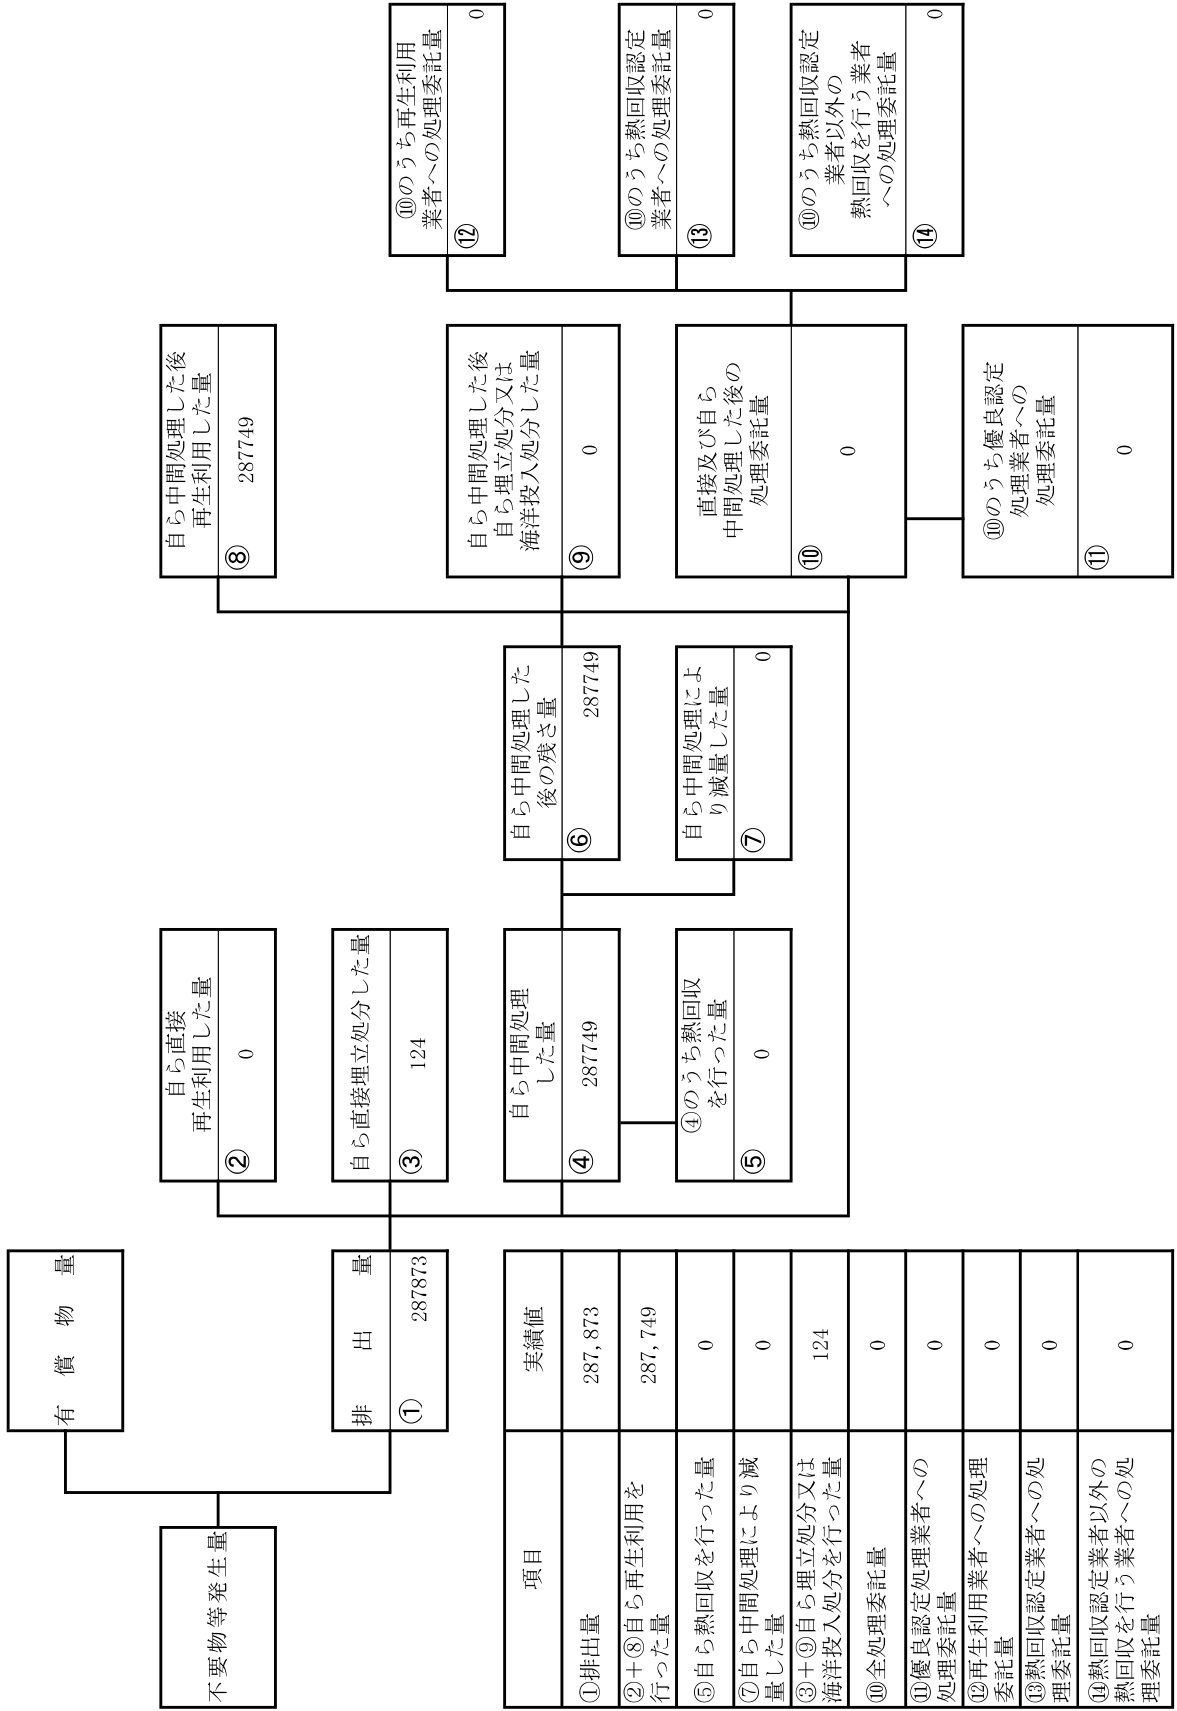 不要物等発生量
有　償　物　量
排　出　量
① 287873
自ら直接
再生利用した量
② 0
自ら直接埋立処分した量
③ 124
自ら中間処理
した量
④ 287749
④のうち熱回収
を行った量
⑤ 0
自ら中間処理した
後の残さ量
⑥ 287749
自ら中間処理によ
り減量した量
⑦ 0
自ら中間処理した後
再生利用した量
⑧ 287749
自ら中間処理した後
自ら埋立処分又は
海洋投入処分した量
⑨ 0
直接及び自ら
中間処理した後の
処理委託量
⑩ 0
⑩のうち優良認定
処理業者への
処理委託量
⑪ 0
⑩のうち再生利用
業者への処理委託量
⑫ 0
⑩のうち熱回収認定
業者への処理委託量
⑬ 0
⑩のうち熱回収認定
業者以外の
熱回収を行う業者
への処理委託量
⑭ 0
項目 実績値
①排出量 287,873
②+⑧自ら再生利用を
行った量 287,749
⑤自ら熱回収を行った量 0
⑦自ら中間処理により減
量した量 0
③+⑨自ら埋立処分又は
海洋投入処分を行った量 124
⑩全処理委託量 0
⑪優良認定処理業者への
処理委託量 0
⑫再生利用業者への処理
委託量 0
⑬熱回収認定業者への処
理委託量 0
⑭熱回収認定業者以外の
熱回収を行う業者への処
理委託量 0